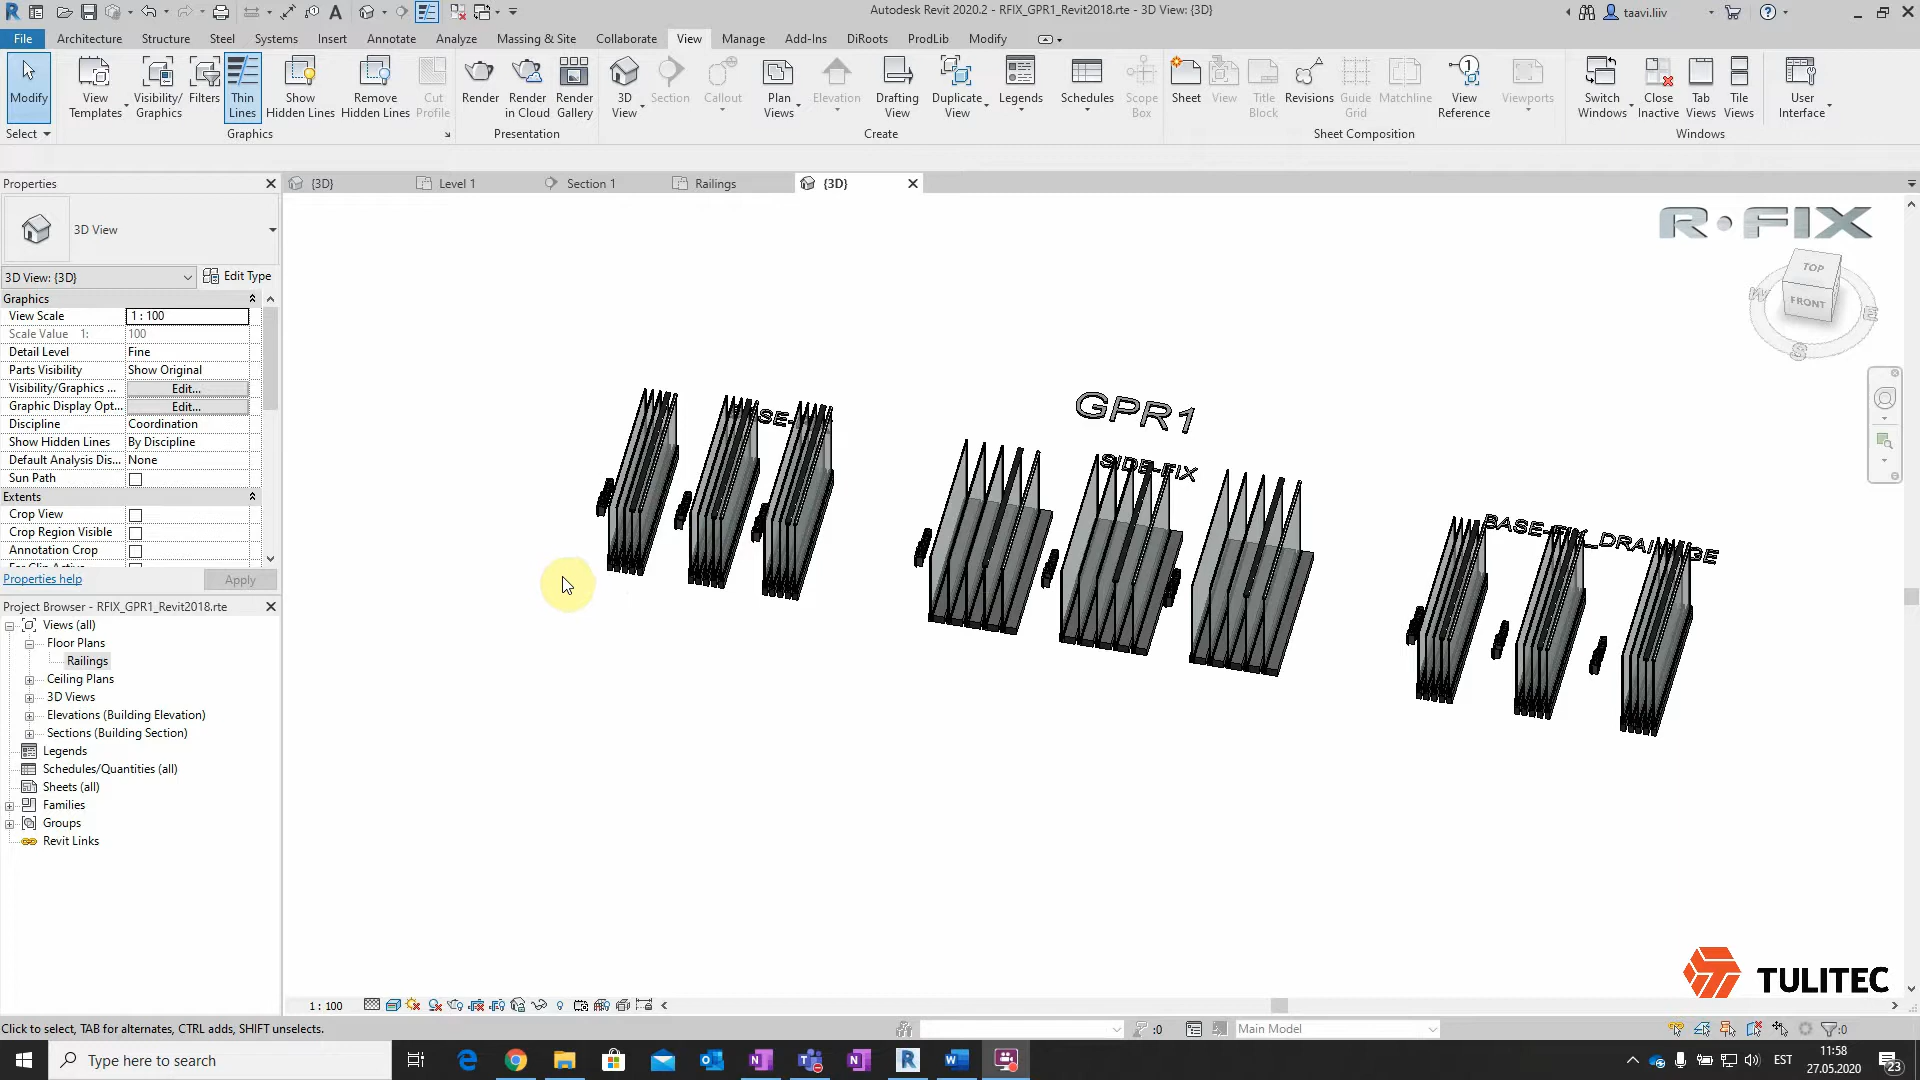 Autodesk Revit 2020.2 - RFIX_GPR1_Revit2018.rte - 3D View: {3D}
taavi.liiv
File
Architecture
Structure
Steel
Systems
Insert
Annotate
Analyze
Massing & Site
Collaborate
View
Manage
Add-Ins
DiRoots
ProdLib
Modify
Modify
View Templates
Visibility/ Graphics
Filters
Thin Lines
Show Hidden Lines
Remove Hidden Lines
Cut Profile
Render
Render in Cloud
Render Gallery
3D View
Section
Callout
Plan Views
Elevation
Drafting View
Duplicate View
Legends
Schedules
Scope Box
Sheet
View
Title Block
Revisions
Guide Grid
Matchline
View Reference
Viewports
Switch Windows
Close Inactive
Tab Views
Tile Views
User Interface
Select
Graphics
Presentation
Create
Sheet Composition
Windows
Properties
{3D}
Level 1
Section 1
Railings
{3D}
3D View
3D View: {3D}
Edit Type
Graphics
View Scale
1 : 100
Scale Value 1:
100
Detail Level
Fine
Parts Visibility
Show Original
Visibility/Graphics ...
Edit...
Graphic Display Opt...
Edit...
Discipline
Coordination
Show Hidden Lines
By Discipline
Default Analysis Dis...
None
Sun Path
Extents
Crop View
Crop Region Visible
Annotation Crop
Properties help
Apply
Project Browser - RFIX_GPR1_Revit2018.rte
Views (all)
Floor Plans
Railings
Ceiling Plans
3D Views
Elevations (Building Elevation)
Sections (Building Section)
Legends
Schedules/Quantities (all)
Sheets (all)
Families
Groups
Revit Links
R·FIX
TOP
FRONT
W
E
S
GPR1
SIDE-FIX
TULITEC
1 : 100
Click to select, TAB for alternates, CTRL adds, SHIFT unselects.
:0
Main Model
:0
Type here to search
EST
11:58
27.05.2020
23